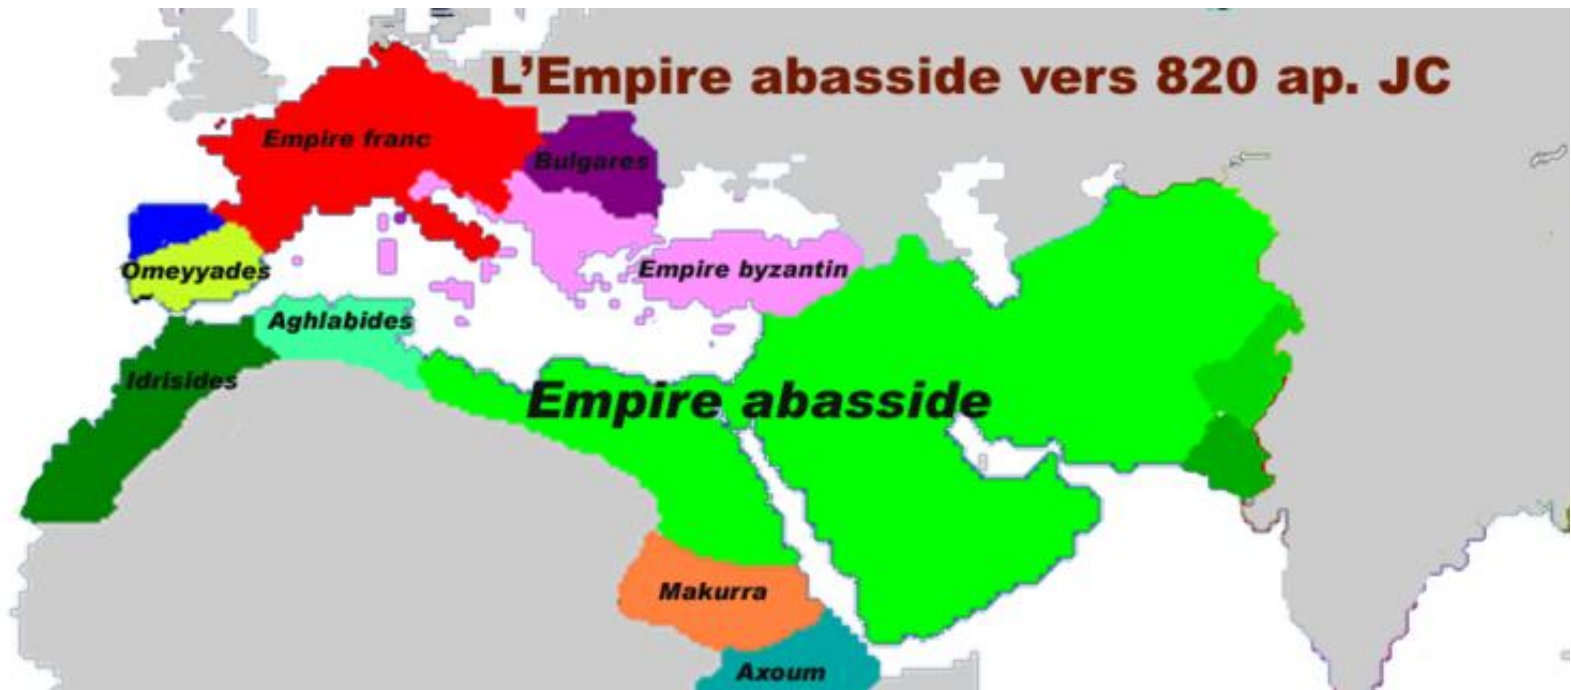 L'Empire abasside vers 820 ap. JC
Empire franc
Bulgares
Omeyyades
Empire byzantin
Aghlabides
Idrisides
Empire abasside
Makurra
Axoum